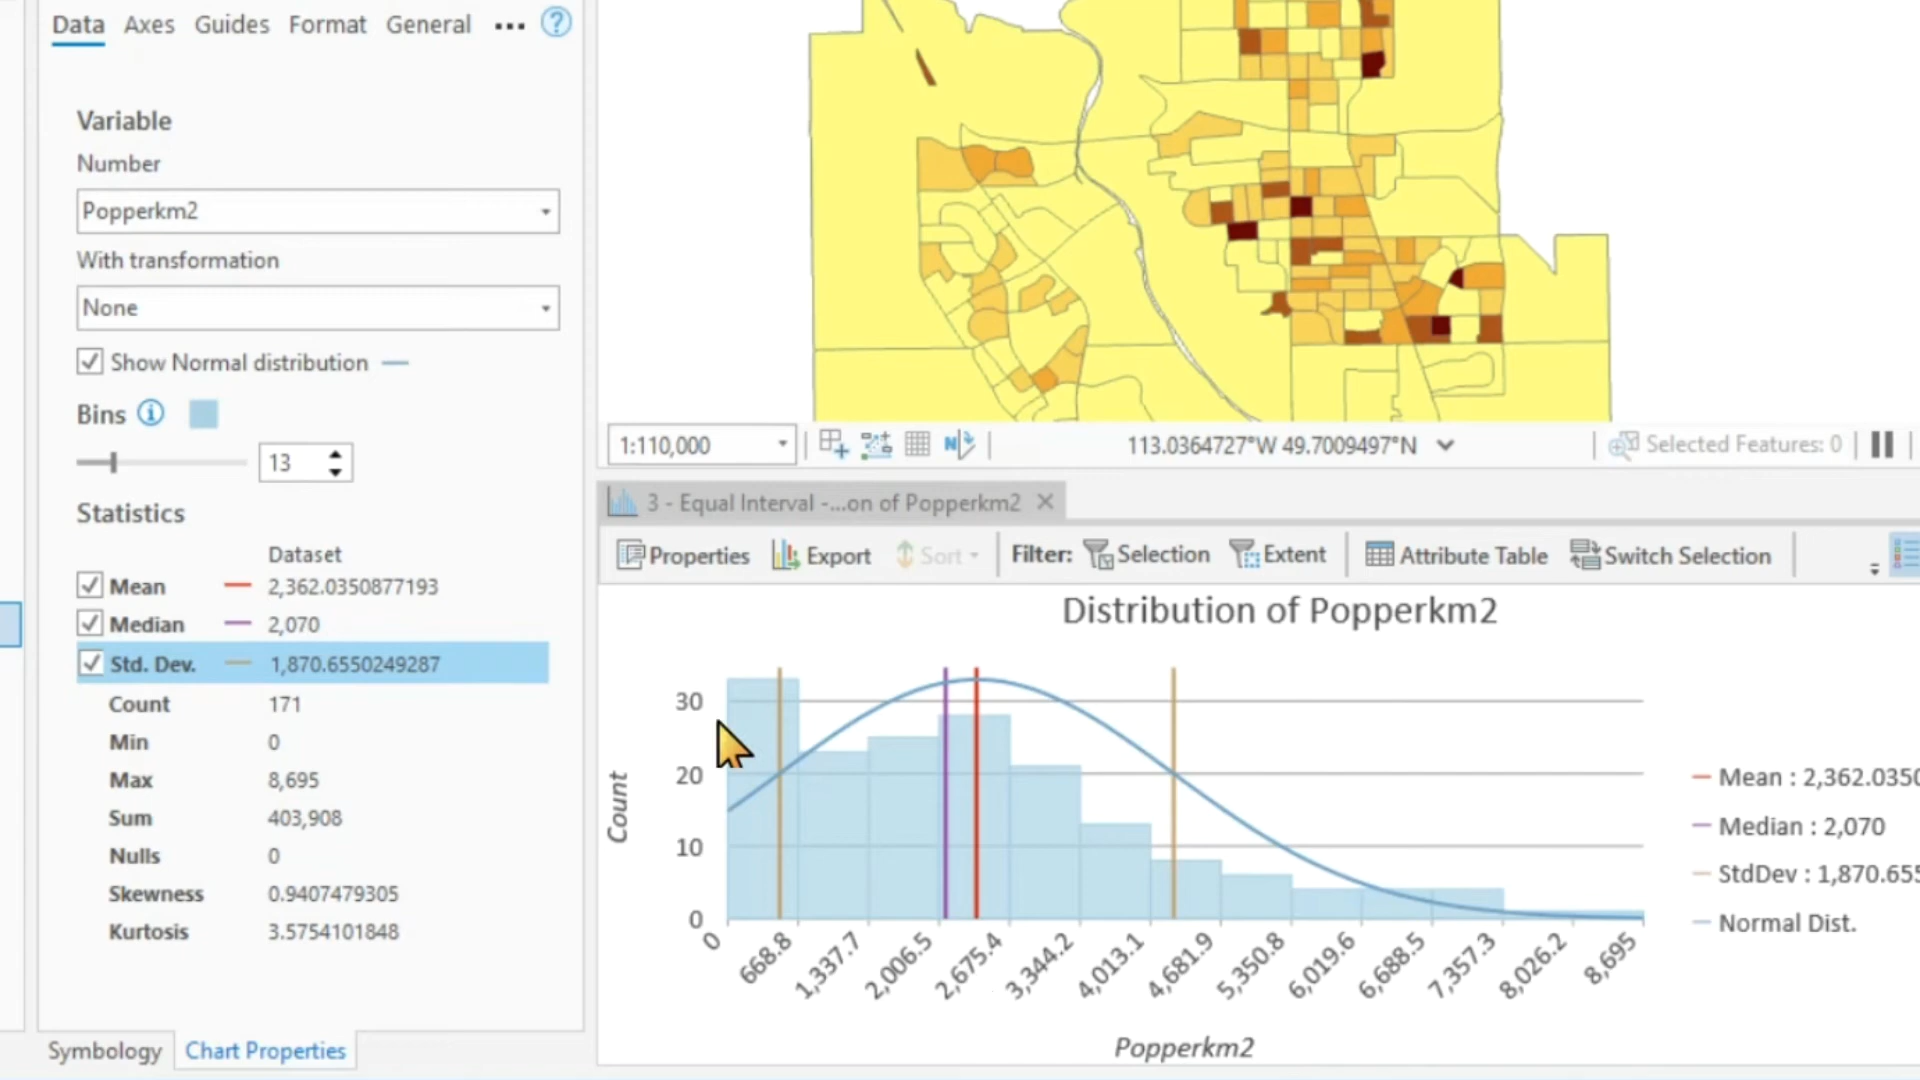 Data Axes Guides Format General ••• ?
Variable
Number
Popperkm2
With transformation
None
Show Normal distribution
Bins
13
Statistics
Dataset
Mean 2,362.0350877193
Median 2,070
Std. Dev. 1,870.6550249287
Count 171
Min 0
Max 8,695
Sum 403,908
Nulls 0
Skewness 0.9407479305
Kurtosis 3.5754101848
Symbology Chart Properties
1:110,000 113.0364727°W 49.7009497°N Selected Features: 0
3 - Equal Interval -...on of Popperkm2
Properties Export Sort Filter: Selection Extent Attribute Table Switch Selection
Distribution of Popperkm2
Count
30
20
10
0
0 668.8 1,337.7 2,006.5 2,675.4 3,344.2 4,013.1 4,681.9 5,350.8 6,019.6 6,688.5 7,357.3 8,026.2 8,695
Popperkm2
Mean : 2,362.0350
Median : 2,070
StdDev : 1,870.655
Normal Dist.